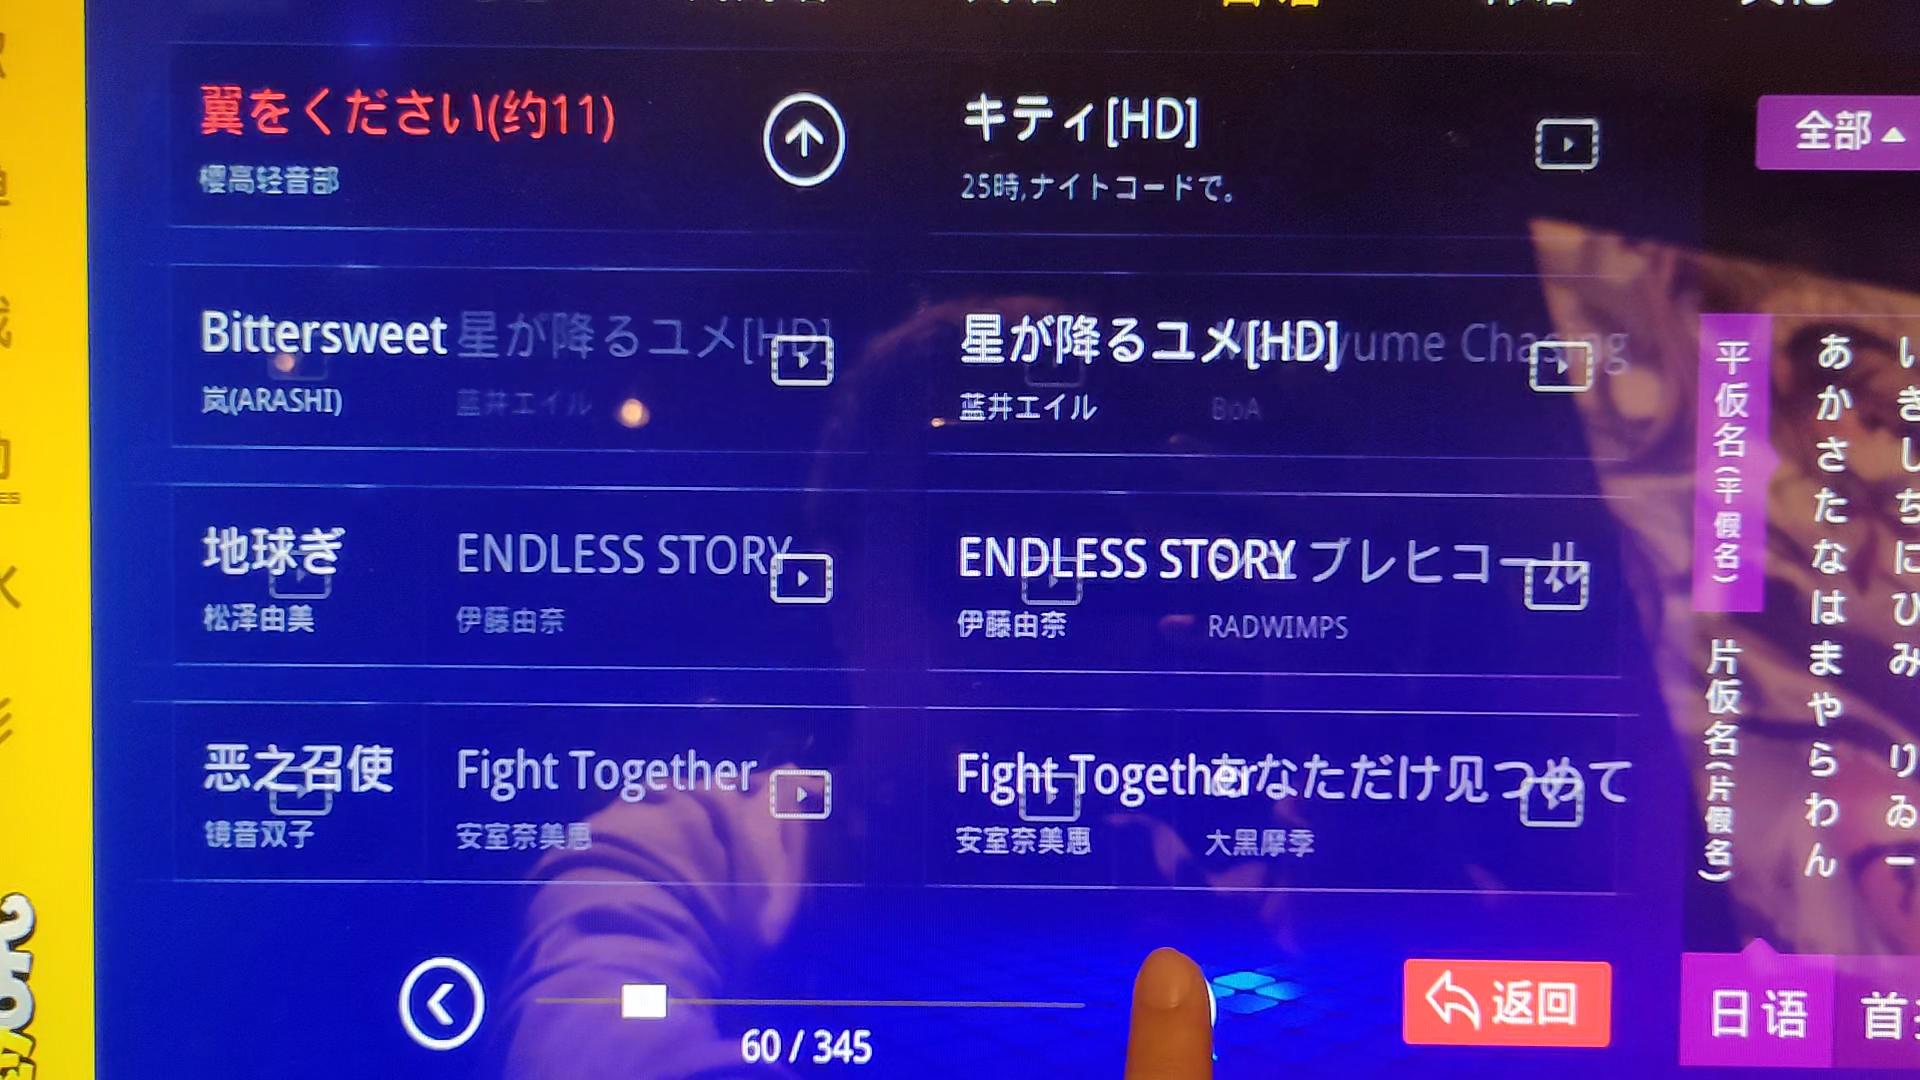 日语
翼をください(约11)
樱高轻音部
キティ[HD]
25時,ナイトコードで。
全部
Bittersweet
岚(ARASHI)
星が降るユメ[HD]
蓝井エイル
星が降るユメ[HD]
蓝井エイル
yume Chasing
BoA
地球ぎ
松泽由美
ENDLESS STORY
伊藤由奈
ENDLESS STORY
伊藤由奈
プレヒコール
RADWIMPS
恶之召使
镜音双子
Fight Together
安室奈美恵
Fight Together
安室奈美恵
あなただけ见つめて
大黒摩季
平仮名(平假名)
片仮名(片假名)
あかさたなはまやらわん
いきしちにひみ りゐー
60 / 345
返回
日语
首